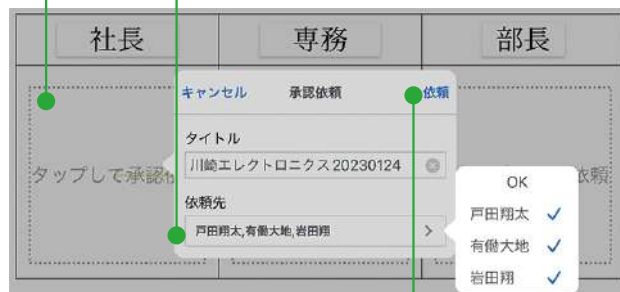 社長 専務 部長
キャンセル 承認依頼 依頼
タイトル
川崎エレクトロニクス20230124
タップして承認依
依頼
依頼先
戸田翔太,有働大地,岩田翔
OK
戸田翔太
有働大地
岩田翔